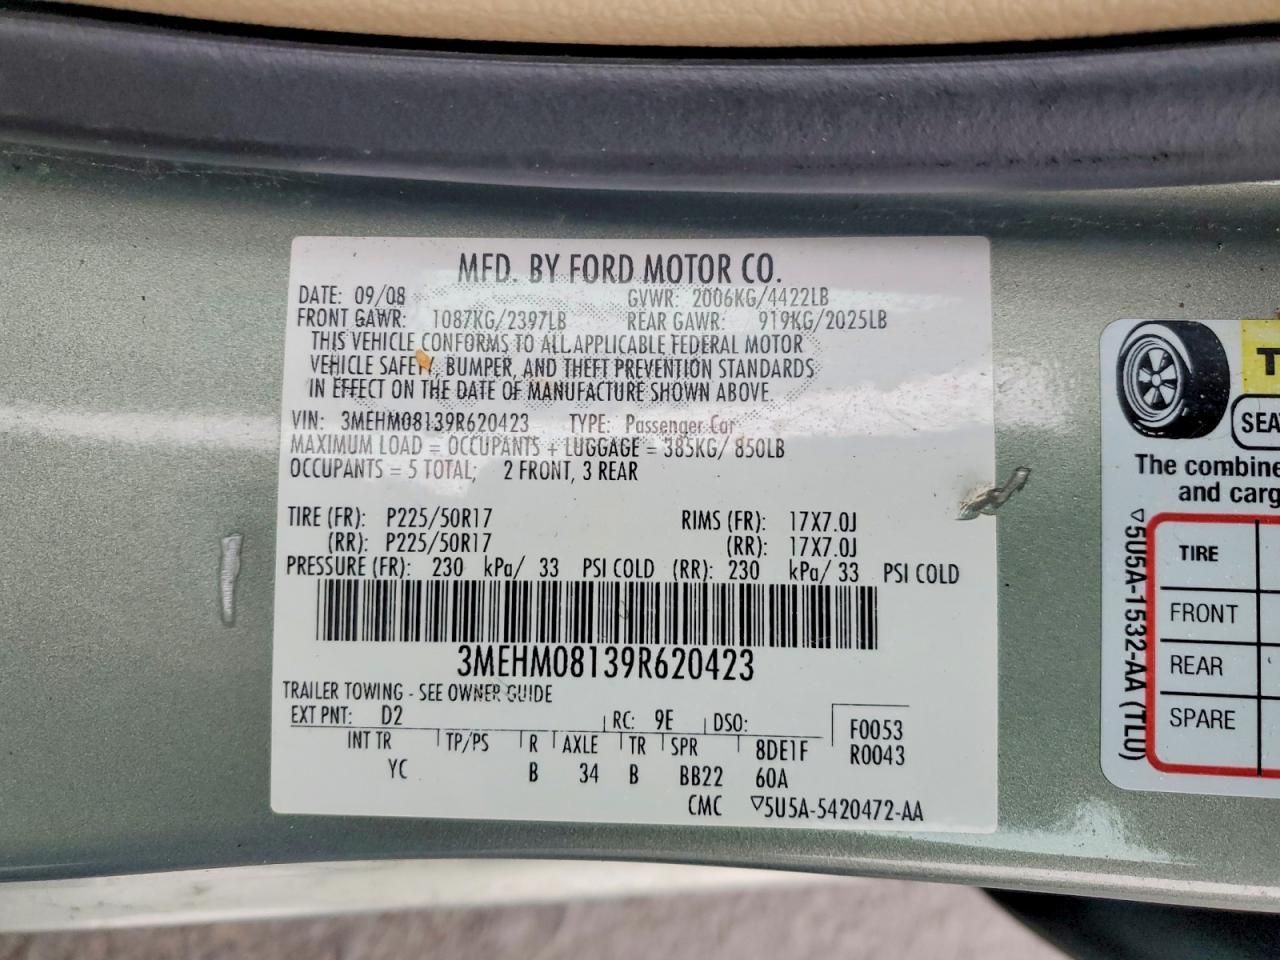 MFD. BY FORD MOTOR CO.
DATE: 09/08 GVWR: 2006KG/4422LB
FRONT GAWR: 1087KG/2397LB REAR GAWR: 919KG/2025LB
THIS VEHICLE CONFORMS TO ALL APPLICABLE FEDERAL MOTOR
VEHICLE SAFETY, BUMPER, AND THEFT PREVENTION STANDARDS
IN EFFECT ON THE DATE OF MANUFACTURE SHOWN ABOVE
VIN: 3MEHM08139R620423 TYPE: Passenger Car
MAXIMUM LOAD = OCCUPANTS + LUGGAGE = 385KG/ 850LB
OCCUPANTS = 5 TOTAL; 2 FRONT, 3 REAR
TIRE (FR): P225/50R17 RIMS (FR): 17X7.0J
(RR): P225/50R17 (RR): 17X7.0J
PRESSURE (FR): 230 kPa/ 33 PSI COLD (RR): 230 kPa/ 33 PSI COLD
3MEHM08139R620423
TRAILER TOWING - SEE OWNER GUIDE
EXT PNT: D2 RC: 9E DSO: F0053
INT TR TP/PS R AXLE TR SPR 8DE1F R0043
YC B 34 B BB22 60A
CMC ▽5U5A-5420472-AA
T
SEA
The combine
and carg
TIRE
FRONT
REAR
SPARE
▽5U5A-1532-AA (TLU)